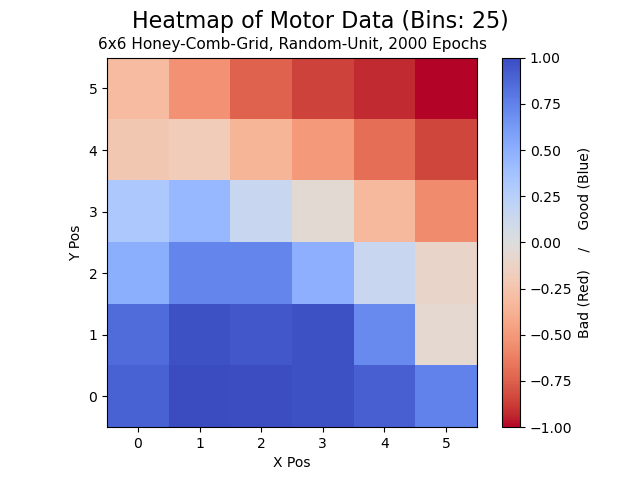 Heatmap of Motor Data (Bins: 25)
6x6 Honey-Comb-Grid, Random-Unit, 2000 Epochs
5
4
3
2
1
0
Y Pos
0 1 2 3 4 5
X Pos
1.00
0.75
0.50
0.25
0.00
−0.25
−0.50
−0.75
−1.00
Bad (Red) / Good (Blue)